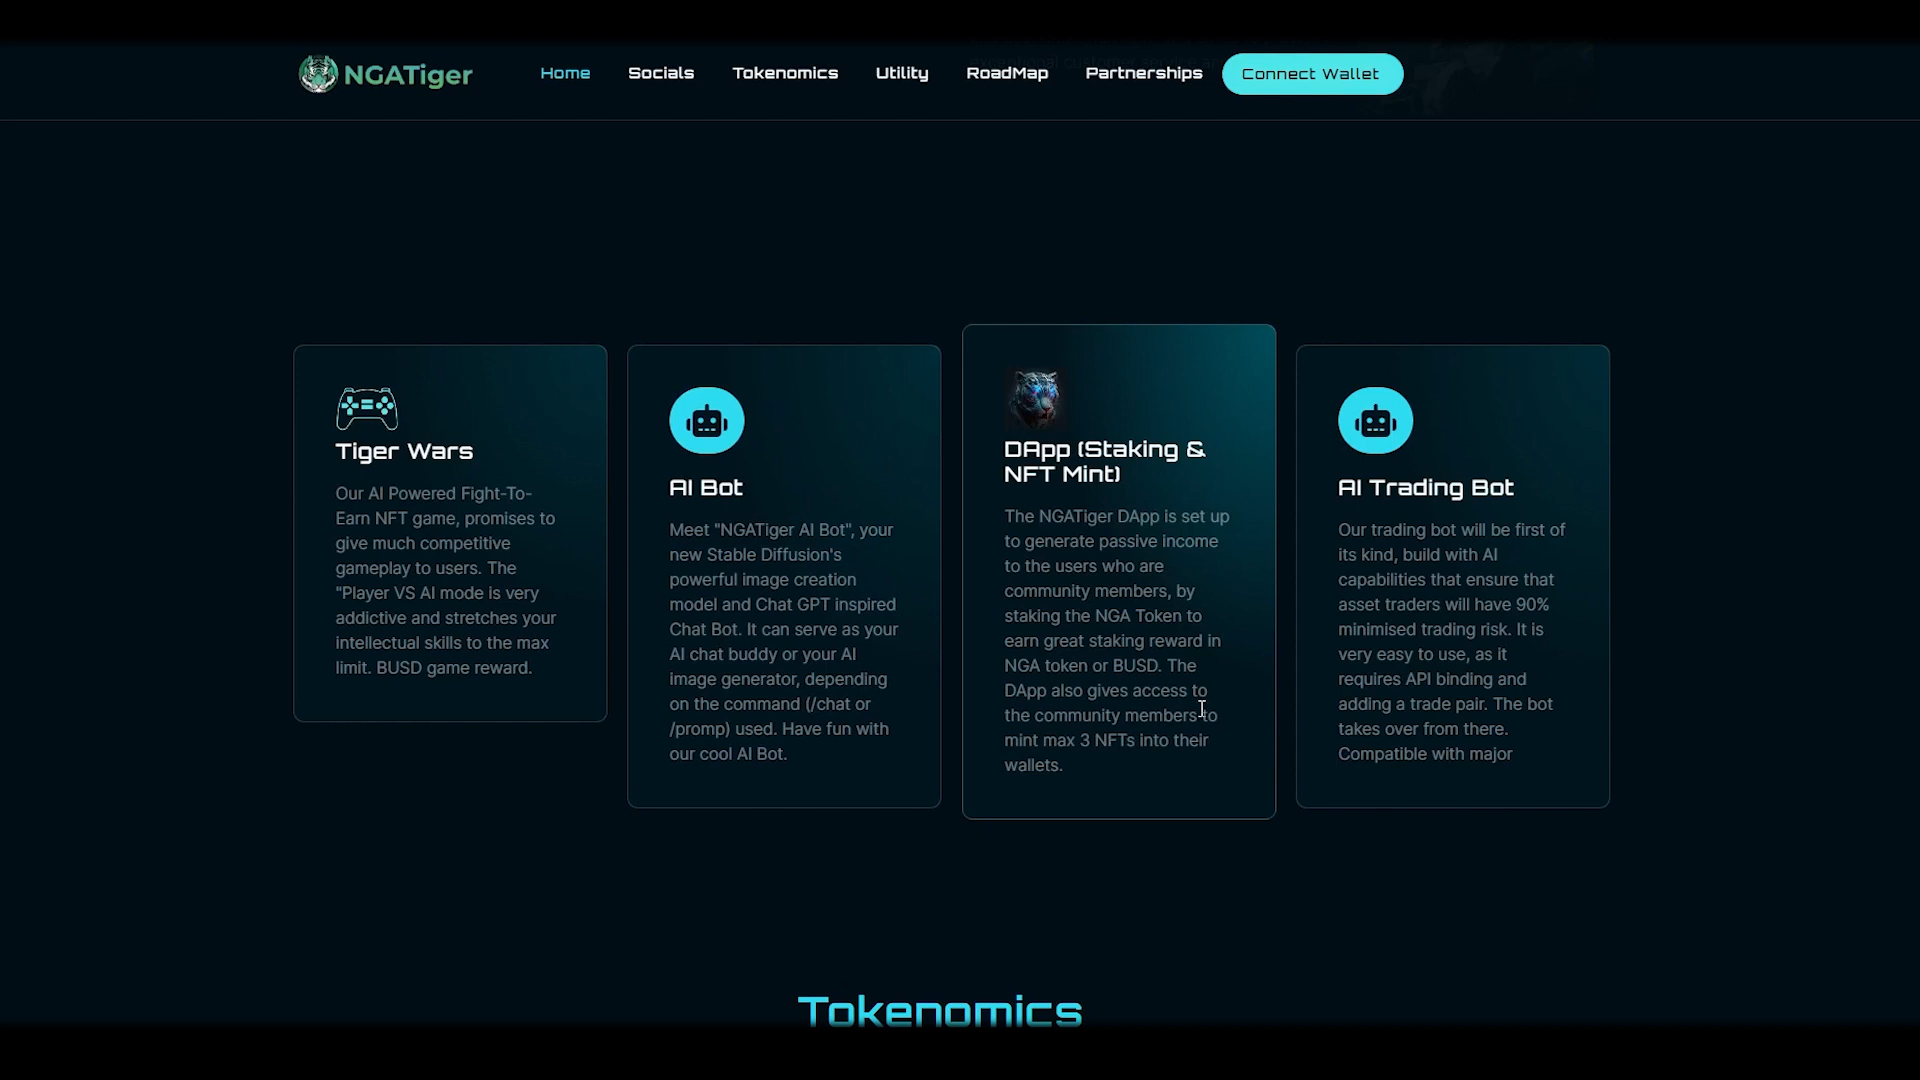 NGATiger
Home
Socials
Tokenomics
Utility
RoadMap
Partnerships
Connect Wallet
Tiger Wars
Our AI Powered Fight-To-
Earn NFT game, promises to
give much competitive
gameplay to users. The
"Player VS AI mode is very
addictive and stretches your
intellectual skills to the max
limit. BUSD game reward.
AI Bot
Meet "NGATiger AI Bot", your
new Stable Diffusion's
powerful image creation
model and Chat GPT inspired
Chat Bot. It can serve as your
AI chat buddy or your AI
image generator, depending
on the command (/chat or
/promp) used. Have fun with
our cool AI Bot.
DApp (Staking &
NFT Mint)
The NGATiger DApp is set up
to generate passive income
to the users who are
community members, by
staking the NGA Token to
earn great staking reward in
NGA token or BUSD. The
DApp also gives access to
the community members to
mint max 3 NFTs into their
wallets.
AI Trading Bot
Our trading bot will be first of
its kind, build with AI
capabilities that ensure that
asset traders will have 90%
minimised trading risk. It is
very easy to use, as it
requires API binding and
adding a trade pair. The bot
takes over from there.
Compatible with major
Tokenomics